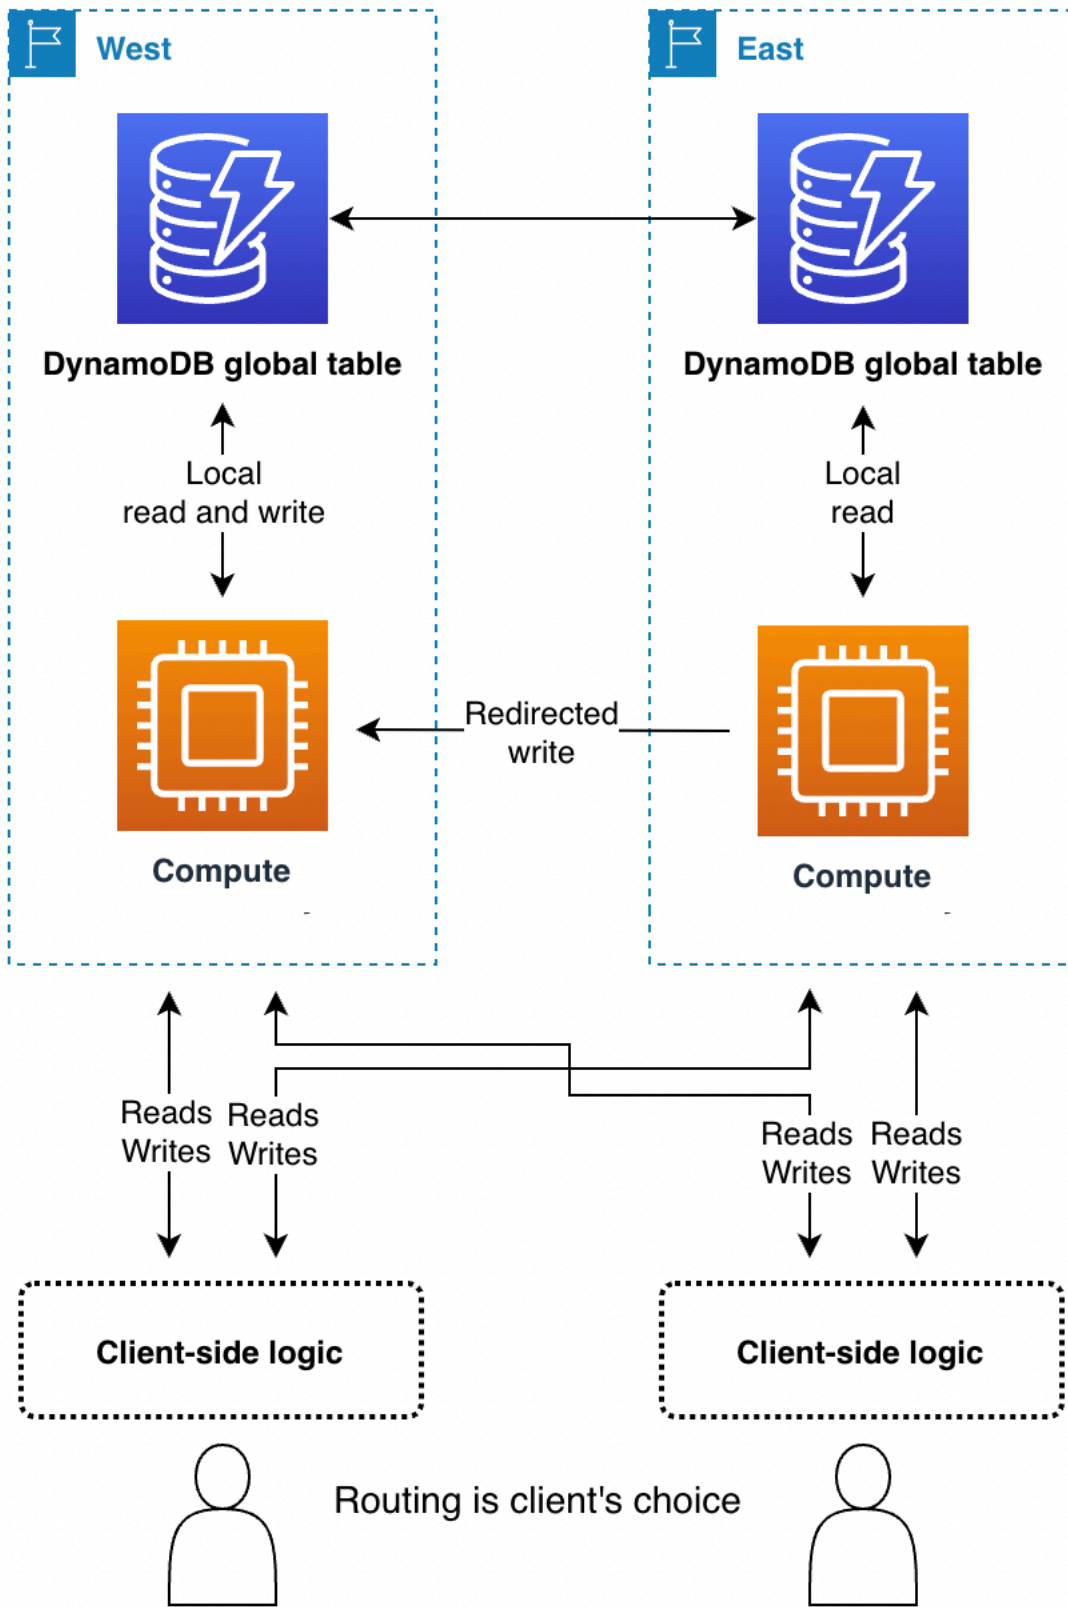 West
East
DynamoDB global table
DynamoDB global table
Local
read and write
Local
read
Redirected
write
Compute
Compute
Reads
Writes
Reads
Writes
Reads
Writes
Reads
Writes
Client-side logic
Client-side logic
Routing is client's choice